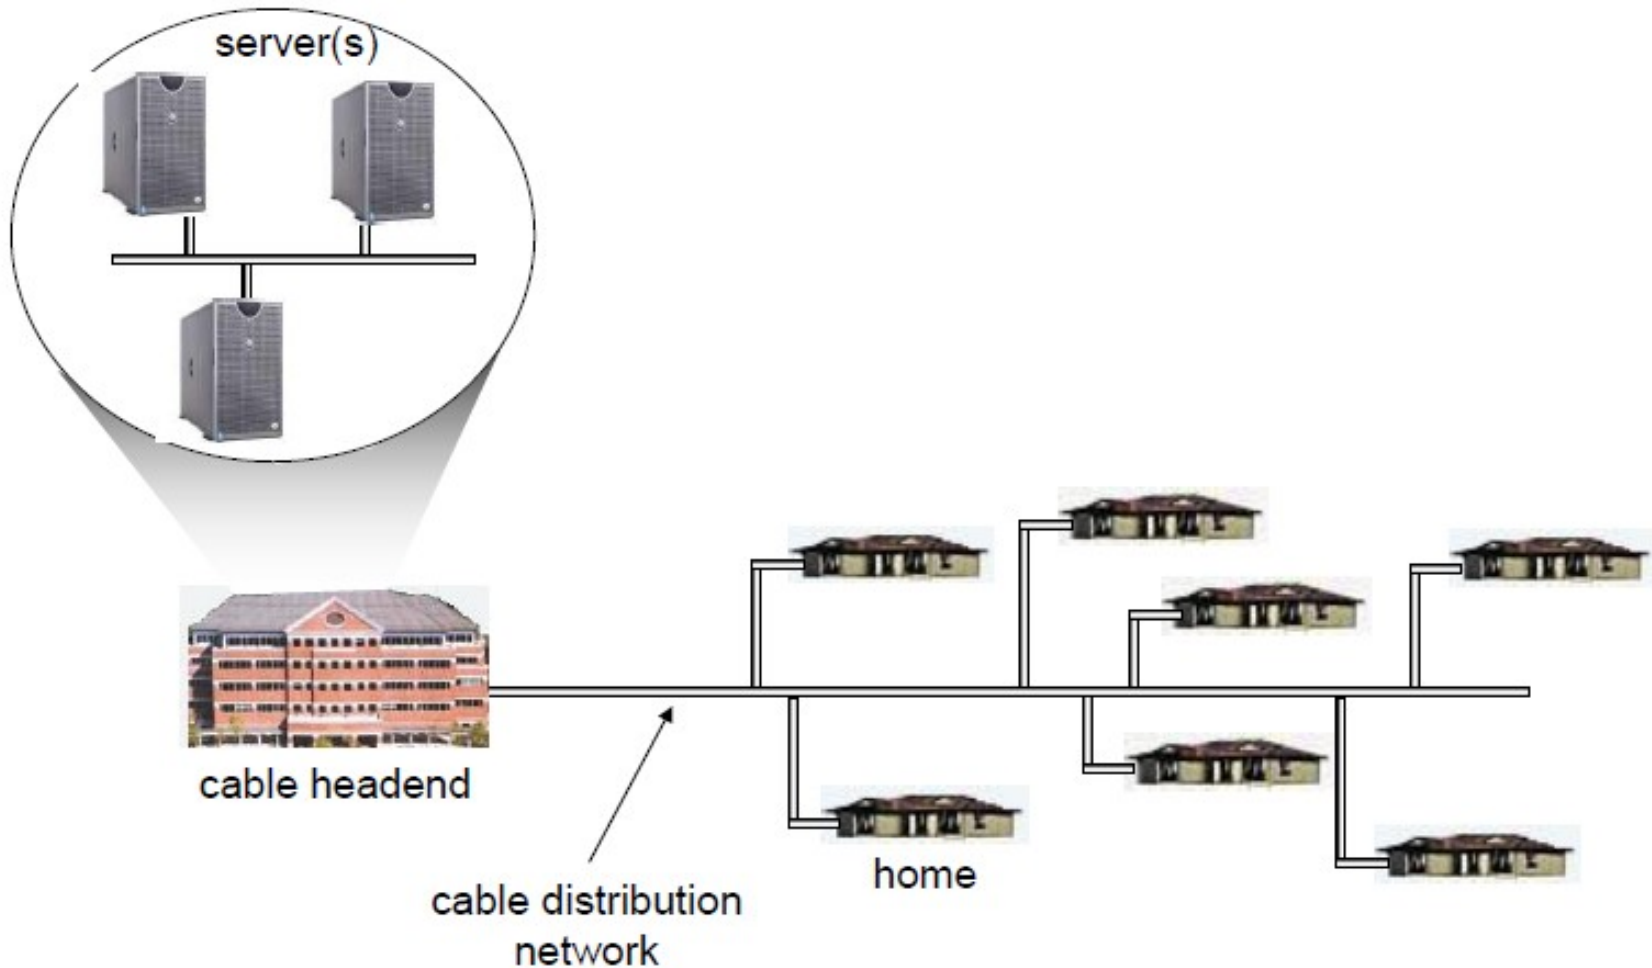 server(s)
cable headend
home
cable distribution
network